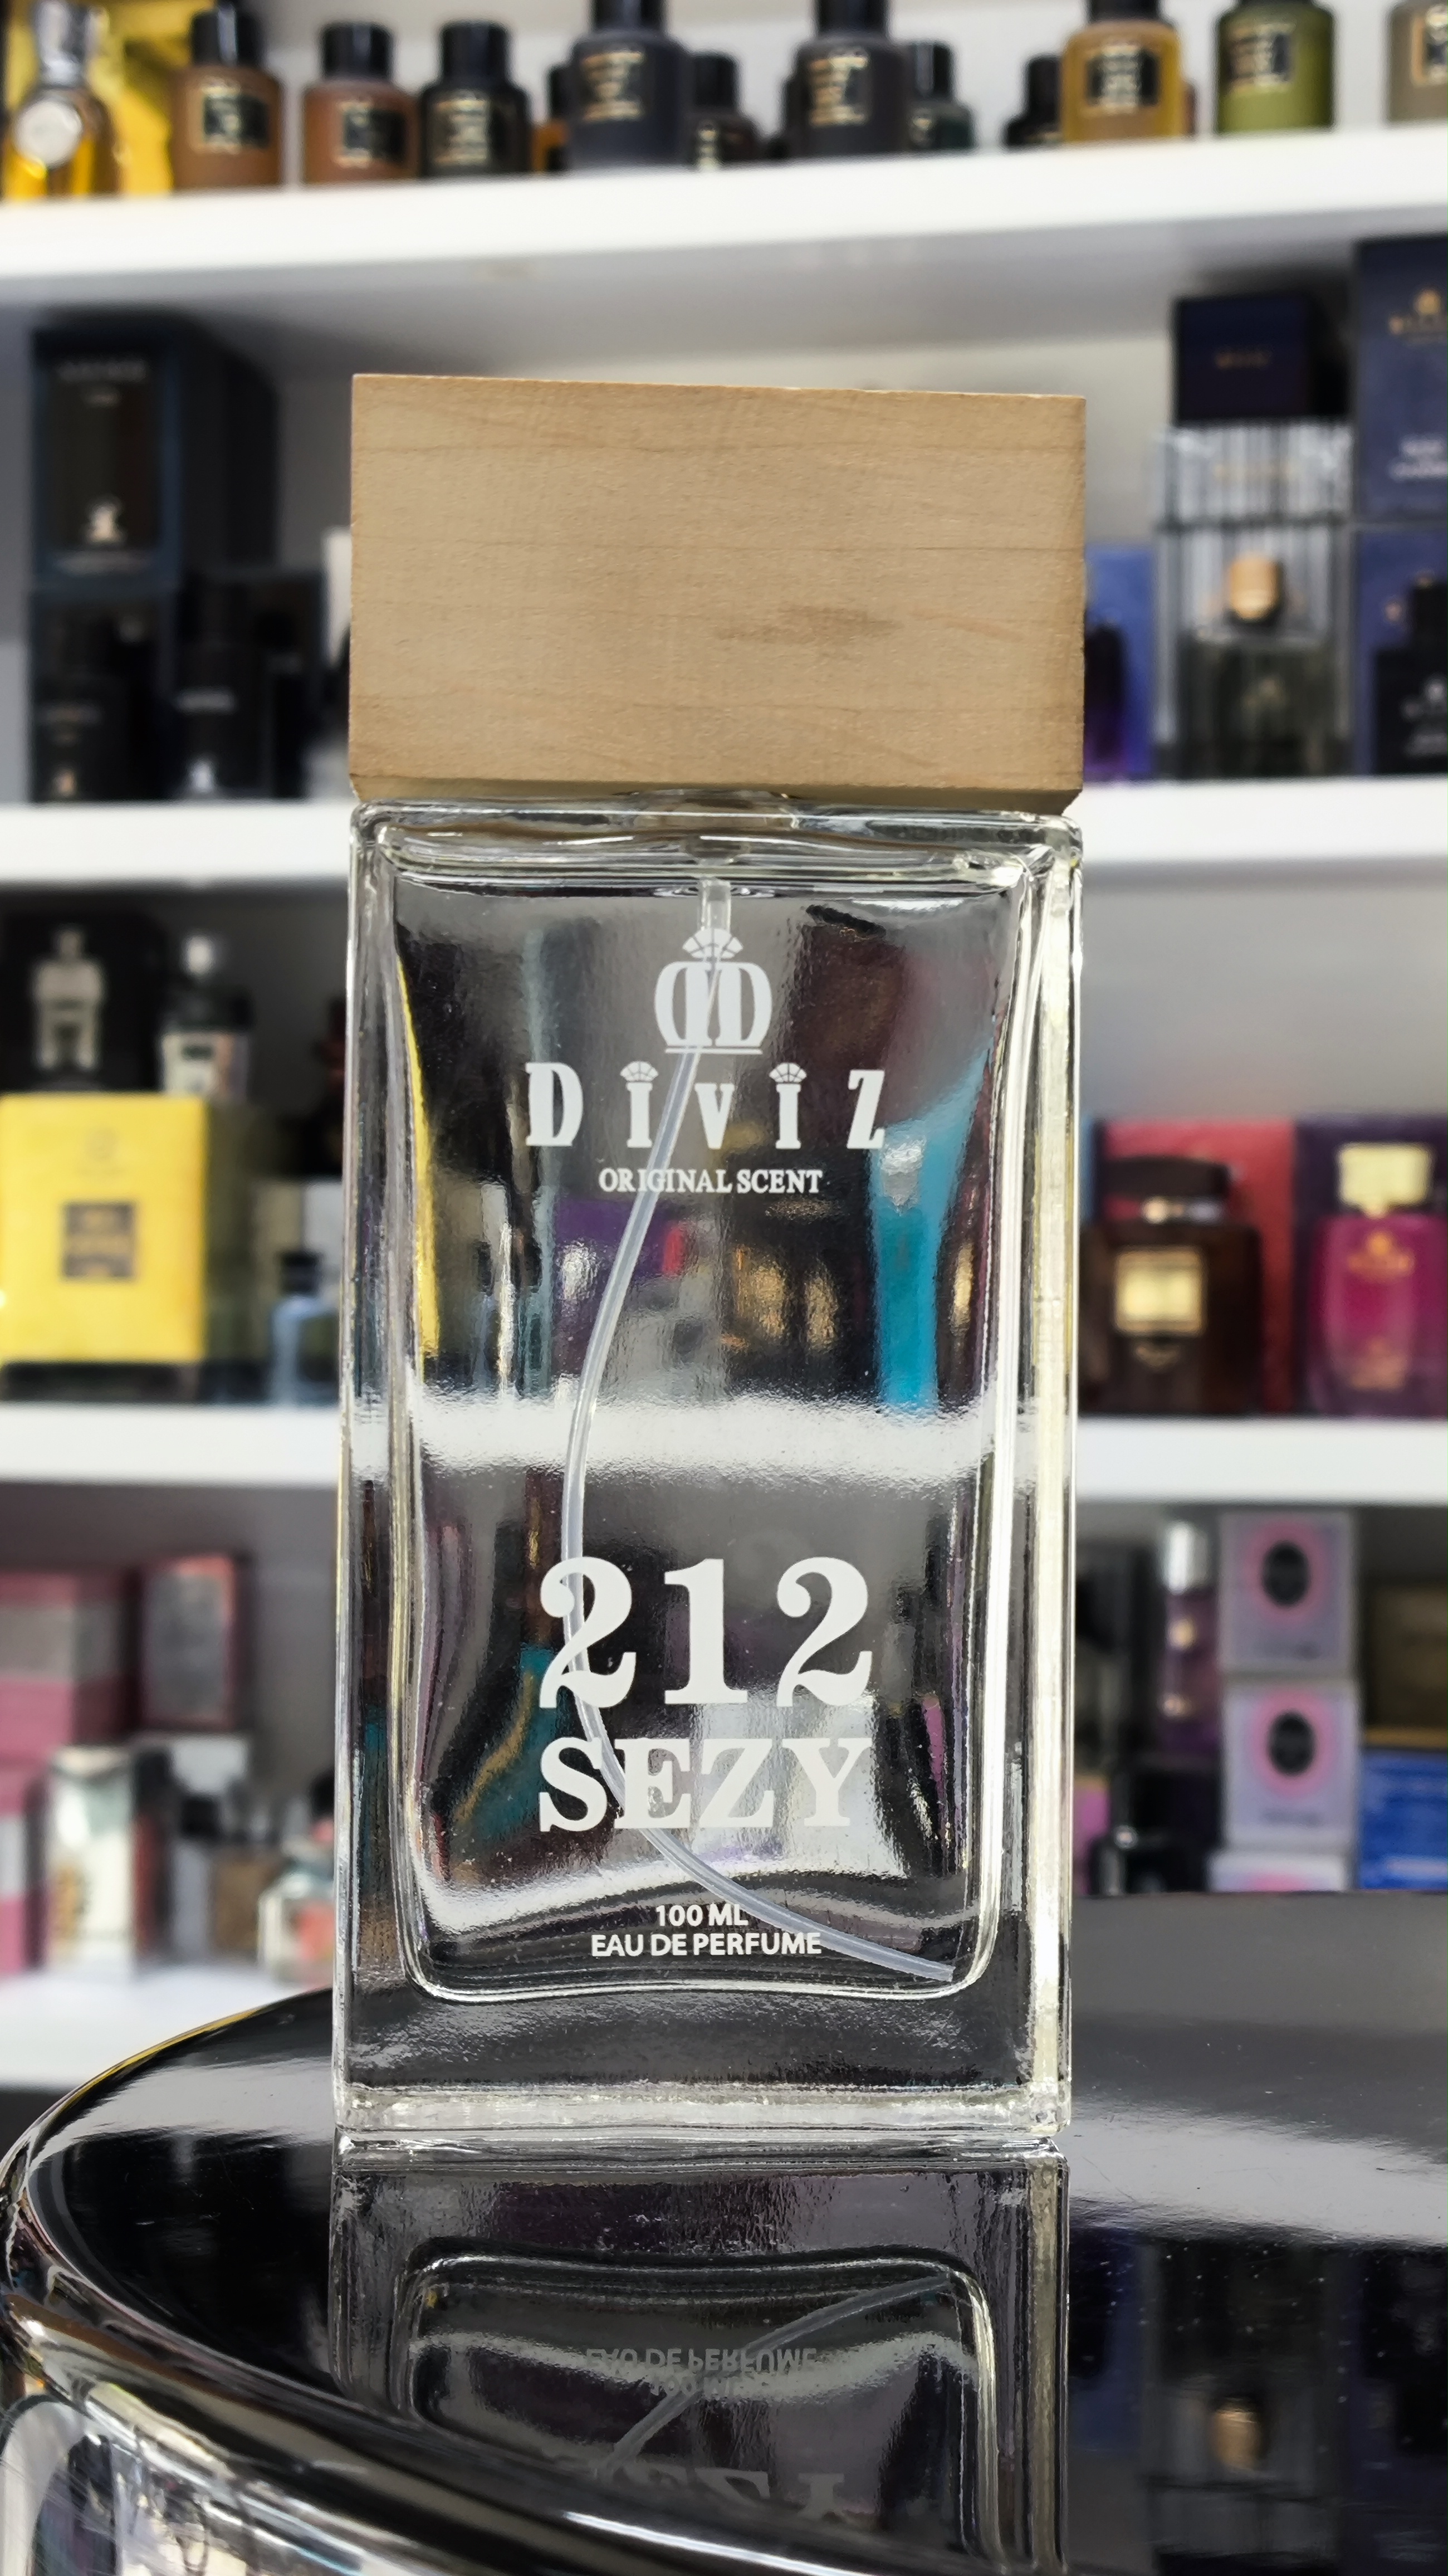 DiViZ
ORIGINAL SCENT
212
SEZY
100 ML
EAU DE PERFUME